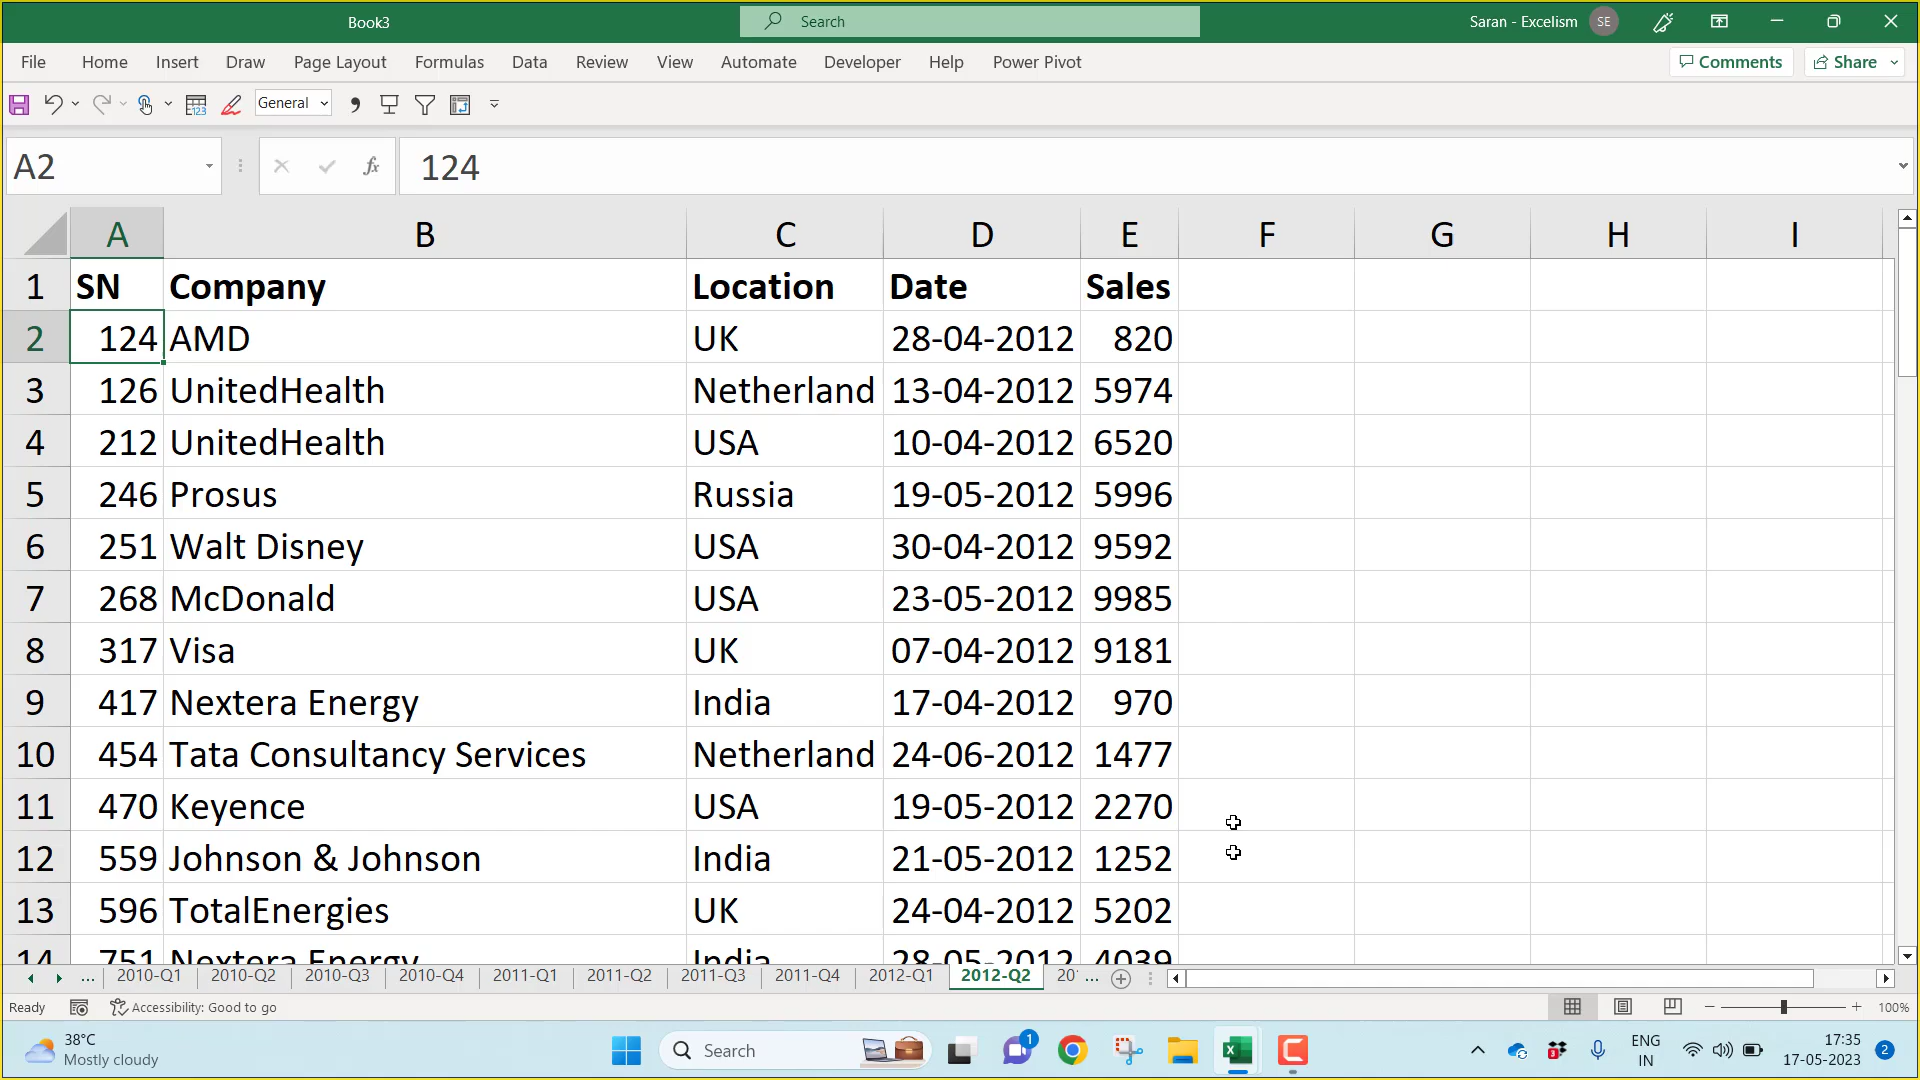 Book3
Search
Saran - Excelism SE
File Home Insert Draw Page Layout Formulas Data Review View Automate Developer Help Power Pivot Comments Share
General
A2 fx 124
A B C D E F G H I
1 SN Company Location Date Sales
2 124 AMD UK 28-04-2012 820
3 126 UnitedHealth Netherland 13-04-2012 5974
4 212 UnitedHealth USA 10-04-2012 6520
5 246 Prosus Russia 19-05-2012 5996
6 251 Walt Disney USA 30-04-2012 9592
7 268 McDonald USA 23-05-2012 9985
8 317 Visa UK 07-04-2012 9181
9 417 Nextera Energy India 17-04-2012 970
10 454 Tata Consultancy Services Netherland 24-06-2012 1477
11 470 Keyence USA 19-05-2012 2270
12 559 Johnson & Johnson India 21-05-2012 1252
13 596 TotalEnergies UK 24-04-2012 5202
14 751 Nextera Energy India 28-05-2012 4039
... 2010-Q1 2010-Q2 2010-Q3 2010-Q4 2011-Q1 2011-Q2 2011-Q3 2011-Q4 2012-Q1 2012-Q2 20 ...
Ready Accessibility: Good to go 100%
38°C
Mostly cloudy
Search
1
3
ENG
IN
17:35
17-05-2023
2